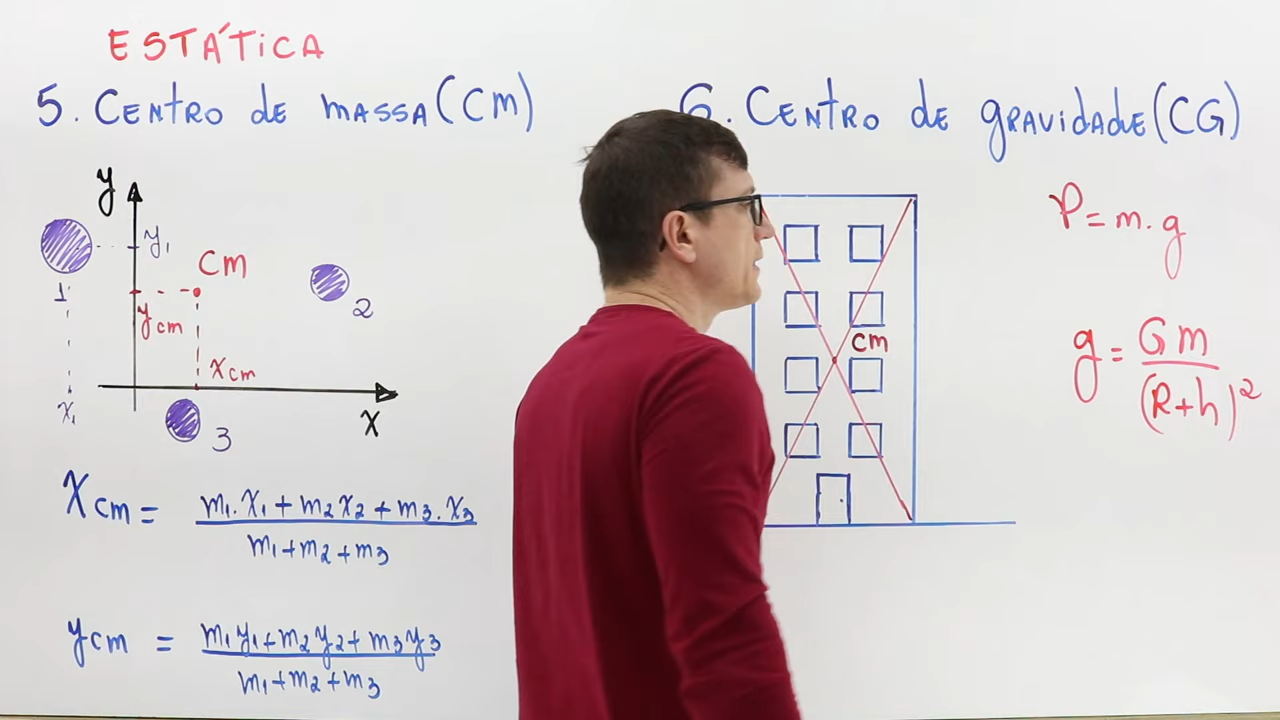 ESTÁTICA
5. CENTRO DE MASSA (CM)
y
y₁
CM
1
2
ycm
xcm
x₁
x
3
Xcm = m₁.x₁ + m₂x₂ + m₃.x₃
m₁ + m₂ + m₃
ycm = m₁y₁ + m₂y₂ + m₃y₃
m₁ + m₂ + m₃
6. CENTRO DE gRAVidAdE (CG)
CM
P = m.g
g = GM
(R+h)²